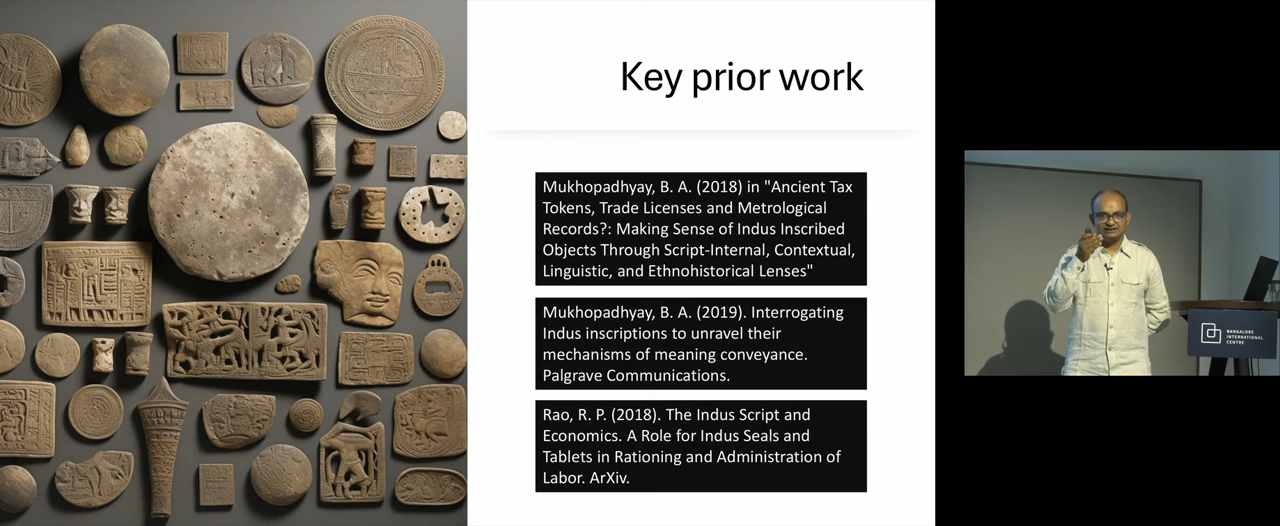 Key prior work
Mukhopadhyay, B. A. (2018) in "Ancient Tax
Tokens, Trade Licenses and Metrological
Records?: Making Sense of Indus Inscribed
Objects Through Script-Internal, Contextual,
Linguistic, and Ethnohistorical Lenses"
Mukhopadhyay, B. A. (2019). Interrogating
Indus inscriptions to unravel their
mechanisms of meaning conveyance.
Palgrave Communications.
Rao, R. P. (2018). The Indus Script and
Economics. A Role for Indus Seals and
Tablets in Rationing and Administration of
Labor. ArXiv.
BANGALORE
INTERNATIONAL
CENTRE